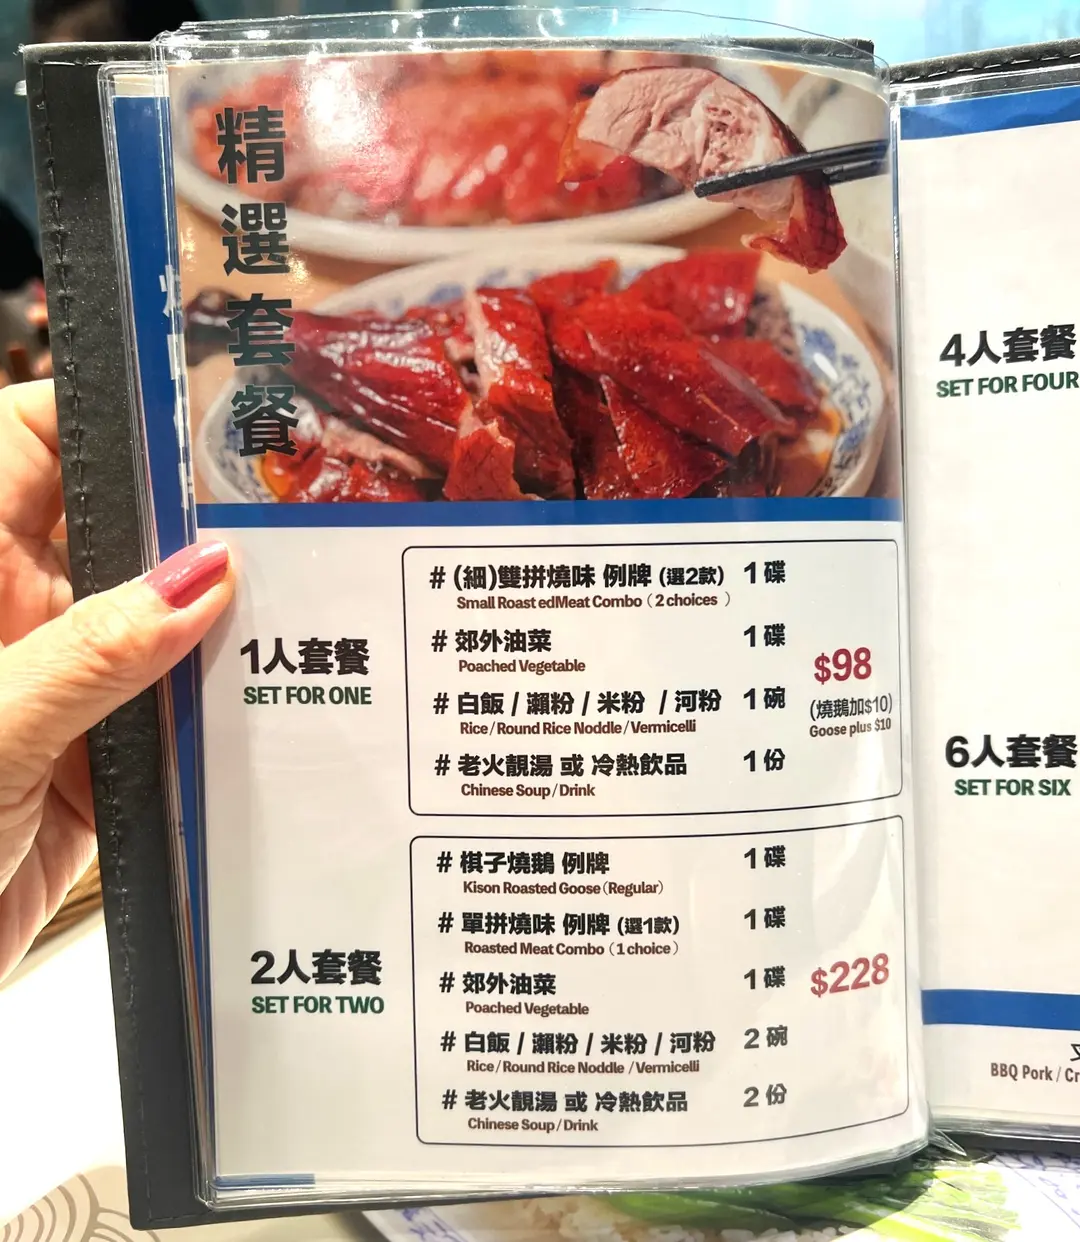 精選套餐
1人套餐
SET FOR ONE
# (細)雙拼燒味 例牌 (選2款) 1碟
Small Roast edMeat Combo (2 choices )
# 郊外油菜 1碟
Poached Vegetable
# 白飯 / 瀨粉 / 米粉 / 河粉 1碗
Rice/Round Rice Noddle/Vermicelli
# 老火靚湯 或 冷熱飲品 1份
Chinese Soup/Drink
$98
(燒鵝加$10)
Goose plus $10
2人套餐
SET FOR TWO
# 棋子燒鵝 例牌 1碟
Kison Roasted Goose(Regular)
# 單拼燒味 例牌 (選1款) 1碟
Roasted Meat Combo (1 choice)
# 郊外油菜 1碟
Poached Vegetable
# 白飯 / 瀨粉 / 米粉 / 河粉 2碗
Rice/Round Rice Noddle /Vermicelli
# 老火靚湯 或 冷熱飲品 2份
Chinese Soup/Drink
$228
4人套餐
SET FOR FOUR
6人套餐
SET FOR SIX
BBQ Pork / Cr